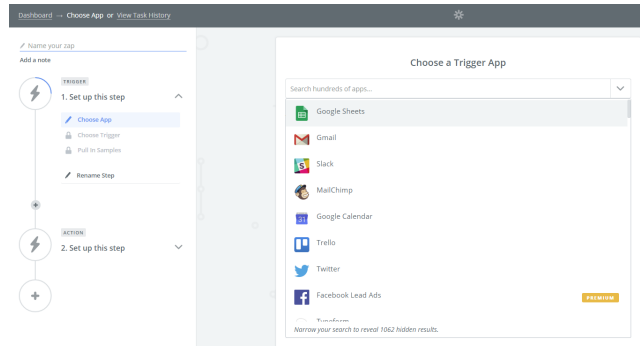 Dashboard → Choose App or View Task History
Name your zap
Add a note
TRIGGER
1. Set up this step
Choose App
Choose Trigger
Pull In Samples
Rename Step
ACTION
2. Set up this step
Choose a Trigger App
Search hundreds of apps...
Google Sheets
Gmail
Slack
MailChimp
31
Google Calendar
Trello
Twitter
Facebook Lead Ads PREMIUM
Typeform
Narrow your search to reveal 1062 hidden results.